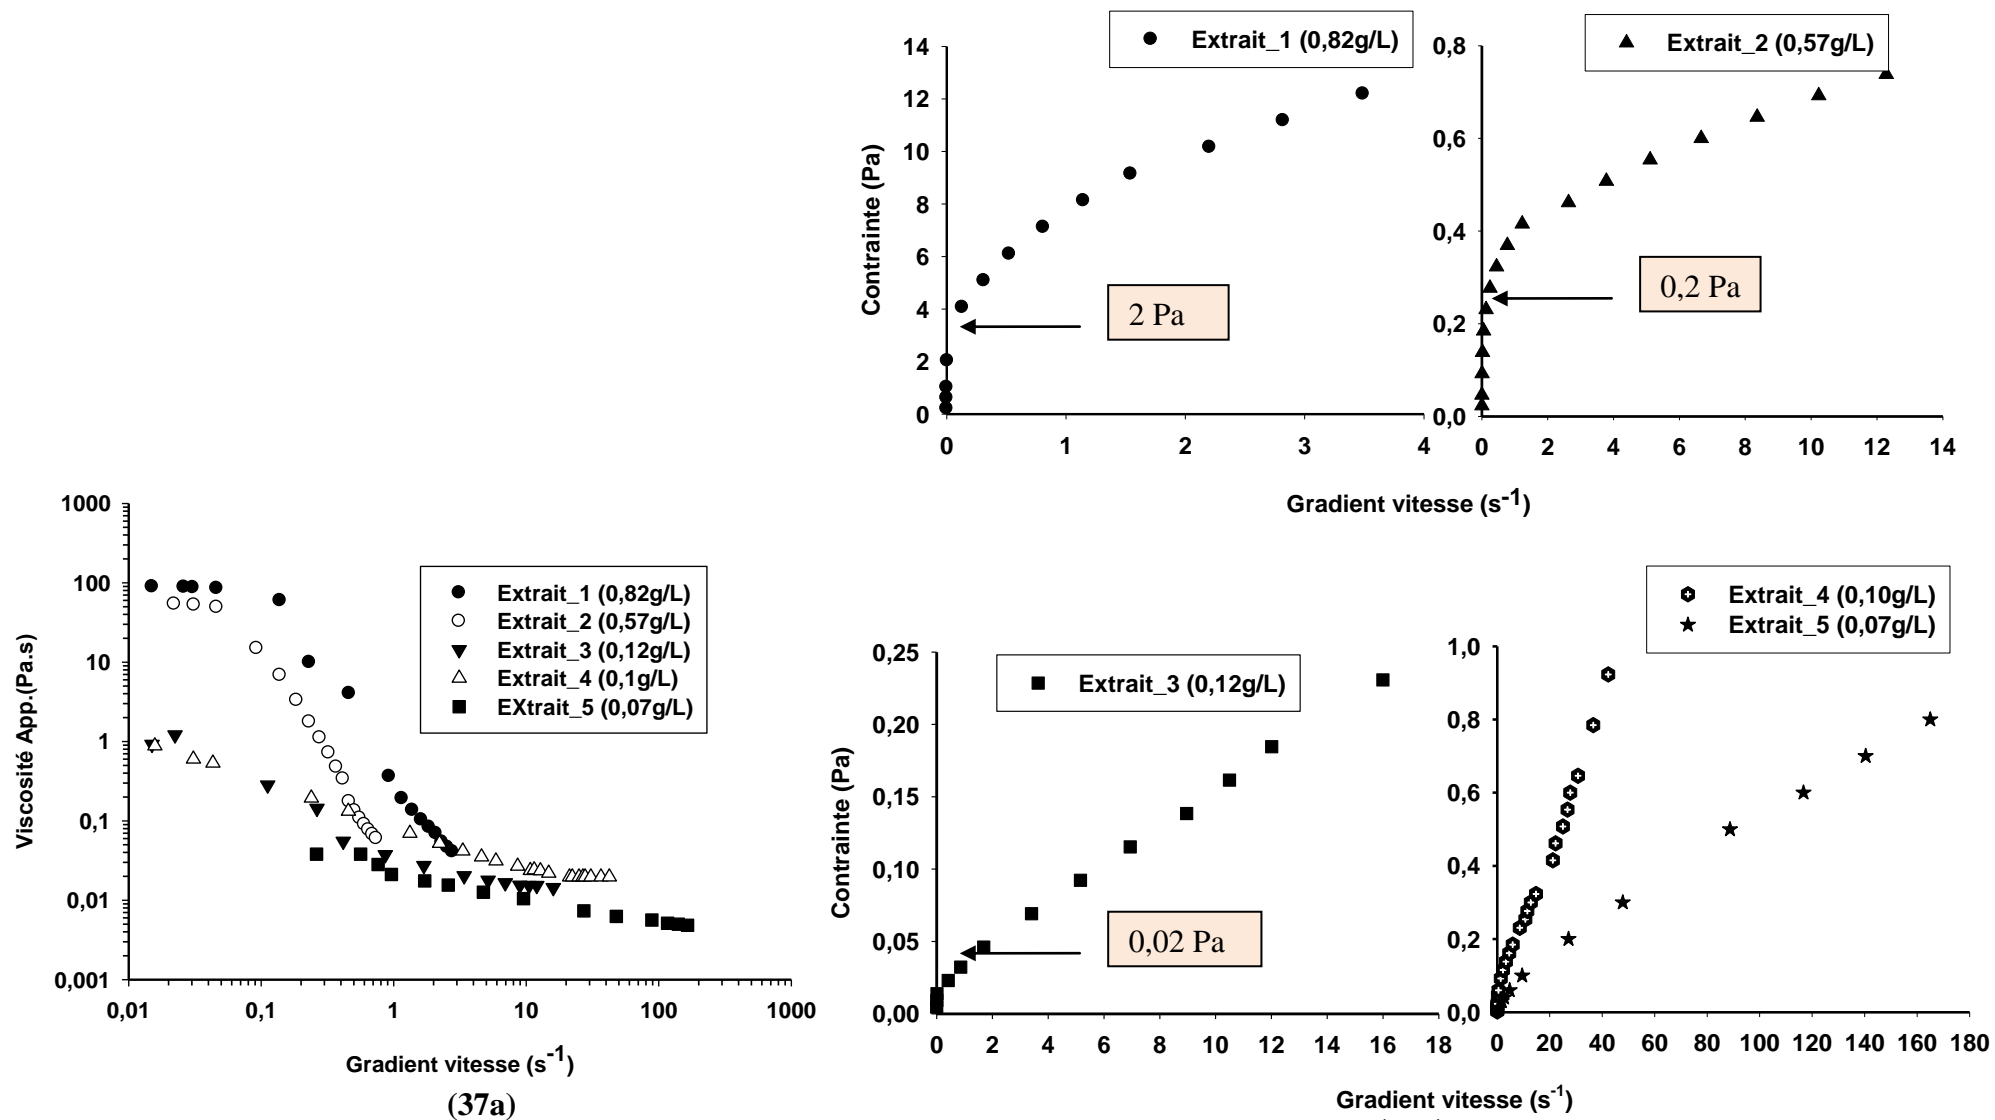 Extrait_1 (0,82g/L)
14
12
10
8
6
4
2
0
Contrainte (Pa)
2 Pa
0 1 2 3 4
Extrait_2 (0,57g/L)
0,8
0,6
0,4
0,2
0,0
0,2 Pa
0 2 4 6 8 10 12 14
Gradient vitesse (s-1)
1000
100
10
1
0,1
0,01
0,001
Viscosité App.(Pa.s)
Extrait_1 (0,82g/L)
Extrait_2 (0,57g/L)
Extrait_3 (0,12g/L)
Extrait_4 (0,1g/L)
EXtrait_5 (0,07g/L)
0,01 0,1 1 10 100 1000
Gradient vitesse (s-1)
(37a)
0,25
0,20
0,15
0,10
0,05
0,00
Contrainte (Pa)
Extrait_3 (0,12g/L)
0,02 Pa
0 2 4 6 8 10 12 14 16 18
Extrait_4 (0,10g/L)
Extrait_5 (0,07g/L)
1,0
0,8
0,6
0,4
0,2
0,0
0 20 40 60 80 100 120 140 160 180
Gradient vitesse (s-1)